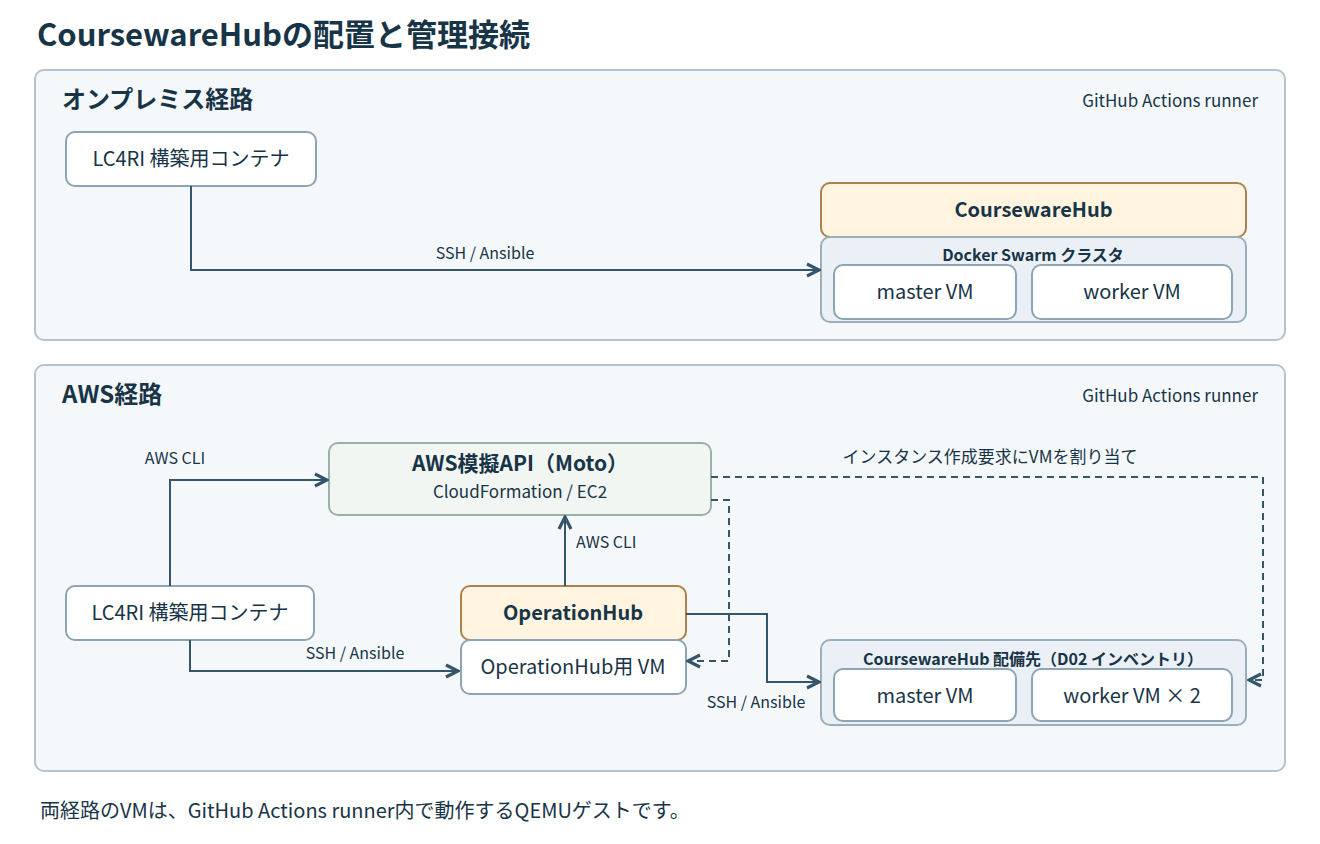 CoursewareHubの配置と管理接続
オンプレミス経路
GitHub Actions runner
LC4RI 構築用コンテナ
CoursewareHub
SSH / Ansible
Docker Swarm クラスタ
master VM
worker VM
AWS経路
GitHub Actions runner
AWS CLI
AWS模擬API（Moto）
CloudFormation / EC2
インスタンス作成要求にVMを割り当て
AWS CLI
LC4RI 構築用コンテナ
OperationHub
SSH / Ansible
OperationHub用 VM
CoursewareHub 配備先（D02 インベントリ）
SSH / Ansible
master VM
worker VM × 2
両経路のVMは、GitHub Actions runner内で動作するQEMUゲストです。